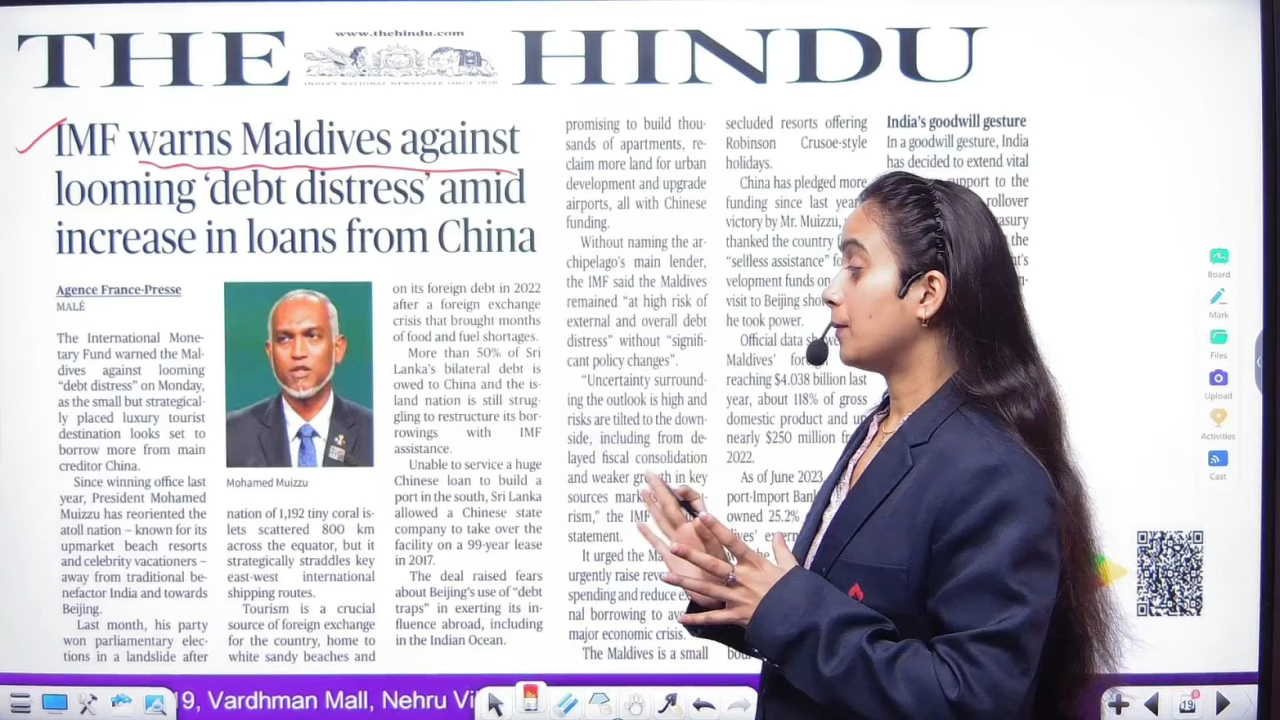 www.thehindu.com
THE HINDU
INDIA'S NATIONAL NEWSPAPER SINCE 1878
IMF warns Maldives against
looming ‘debt distress’ amid
increase in loans from China
Agence France-Presse
MALÉ
The International Mone-
tary Fund warned the Mal-
dives against looming
“debt distress” on Monday,
as the small but strategical-
ly placed luxury tourist
destination looks set to
borrow more from main
creditor China.
Since winning office last
year, President Mohamed
Muizzu has reoriented the
atoll nation – known for its
upmarket beach resorts
and celebrity vacationers –
away from traditional be-
nefactor India and towards
Beijing.
Last month, his party
won parliamentary elec-
tions in a landslide after
Mohamed Muizzu
nation of 1,192 tiny coral is-
lets scattered 800 km
across the equator, but it
strategically straddles key
east-west international
shipping routes.
Tourism is a crucial
source of foreign exchange
for the country, home to
white sandy beaches and
on its foreign debt in 2022
after a foreign exchange
crisis that brought months
of food and fuel shortages.
More than 50% of Sri
Lanka’s bilateral debt is
owed to China and the is-
land nation is still strug-
gling to restructure its bor-
rowings with IMF
assistance.
Unable to service a huge
Chinese loan to build a
port in the south, Sri Lanka
allowed a Chinese state
company to take over the
facility on a 99-year lease
in 2017.
The deal raised fears
about Beijing’s use of “debt
traps” in exerting its in-
fluence abroad, including
in the Indian Ocean.
promising to build thou-
sands of apartments, re-
claim more land for urban
development and upgrade
airports, all with Chinese
funding.
Without naming the ar-
chipelago’s main lender,
the IMF said the Maldives
remained “at high risk of
external and overall debt
distress” without “signifi-
cant policy changes”.
“Uncertainty surround-
ing the outlook is high and
risks are tilted to the down-
side, including from de-
layed fiscal consolidation
and weaker growth in key
sources
rism,” the IMF
statement.
It urged the
urgently raise
spending and reduce
nal borrowing to
major economic crisis.
The Maldives is a small
secluded resorts offering
Robinson Crusoe-style
holidays.
China has pledged more
funding since last year
victory by Mr. Muizzu,
thanked the country
“selfless assistance”
velopment funds on
visit to Beijing
he took power.
Official data
Maldives’
reaching $4.038 billion last
year, about 118% of gross
domestic product and up
nearly $250 million
2022.
As of June 2023,
port-Import
owned 25.2%
India’s goodwill gesture
In a goodwill gesture, India
has decided to extend vital
support to the
rollover
the
Board
Mark
Files
Upload
Activities
Cast
19, Vardhman Mall, Nehru
19